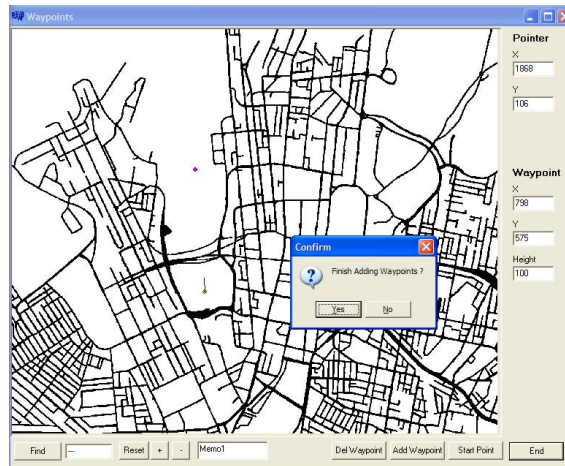 Waypoints
Pointer
X
1868
Y
106
Waypoint
X
798
Y
575
Height
100
Confirm
Finish Adding Waypoints ?
Yes
No
Find
---
Reset
+
-
Memo1
Del Waypoint
Add Waypoint
Start Point
End